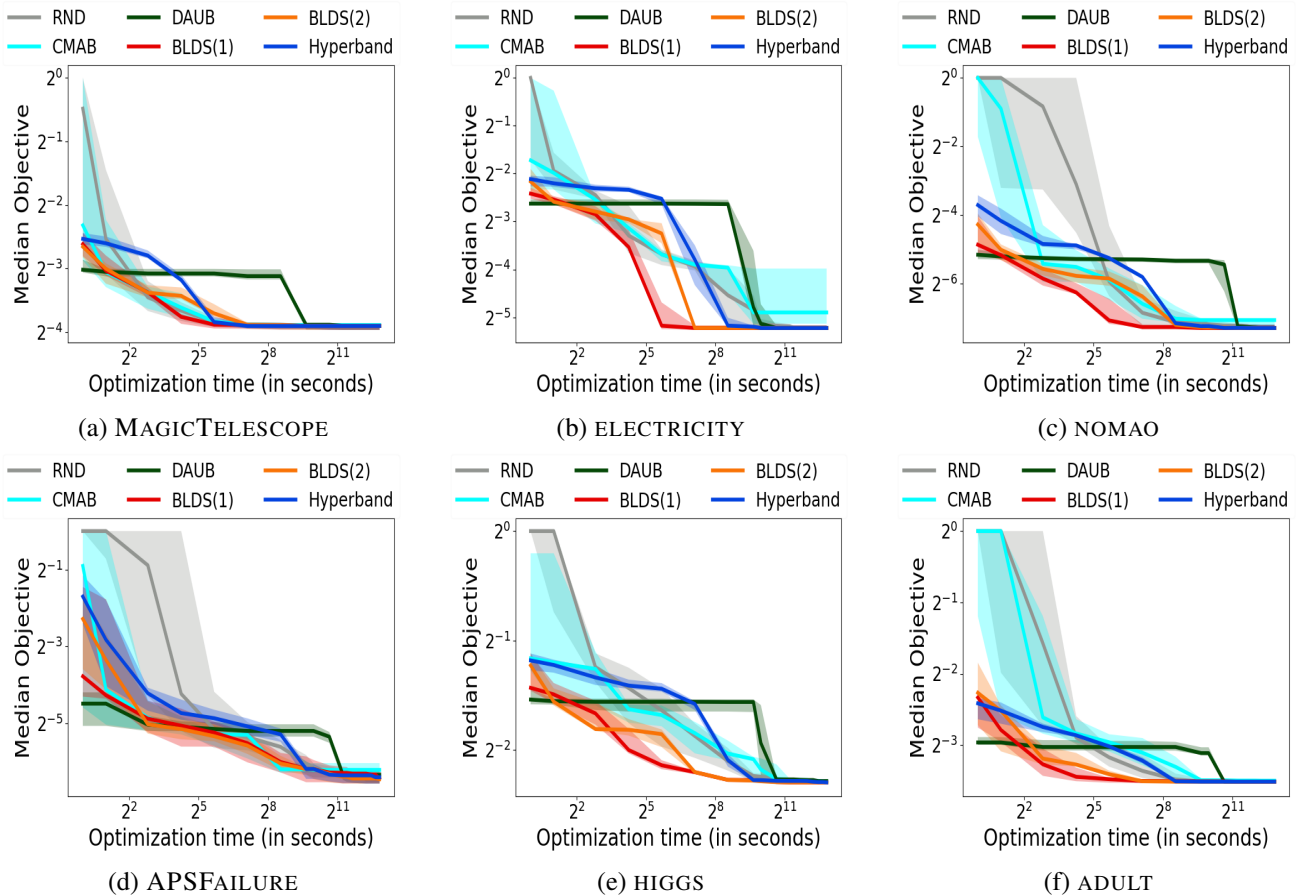 RND DAUB BLDS(2) RND DAUB BLDS(2) RND DAUB BLDS(2)
CMAB BLDS(1) Hyperband CMAB BLDS(1) Hyperband CMAB BLDS(1) Hyperband
Median Objective
2^0
2^-1
2^-2
2^-3
2^-4
2^2 2^5 2^8 2^11
Optimization time (in seconds)
(a) MAGICTELESCOPE
Median Objective
2^0
2^-1
2^-2
2^-3
2^-4
2^-5
2^2 2^5 2^8 2^11
Optimization time (in seconds)
(b) ELECTRICITY
Median Objective
2^0
2^-2
2^-4
2^-6
2^2 2^5 2^8 2^11
Optimization time (in seconds)
(c) NOMAO
RND DAUB BLDS(2) RND DAUB BLDS(2) RND DAUB BLDS(2)
CMAB BLDS(1) Hyperband CMAB BLDS(1) Hyperband CMAB BLDS(1) Hyperband
Median Objective
2^-1
2^-3
2^-5
2^2 2^5 2^8 2^11
Optimization time (in seconds)
(d) APSFAILURE
Median Objective
2^0
2^-1
2^-2
2^2 2^5 2^8 2^11
Optimization time (in seconds)
(e) HIGGS
Median Objective
2^0
2^-1
2^-2
2^-3
2^2 2^5 2^8 2^11
Optimization time (in seconds)
(f) ADULT